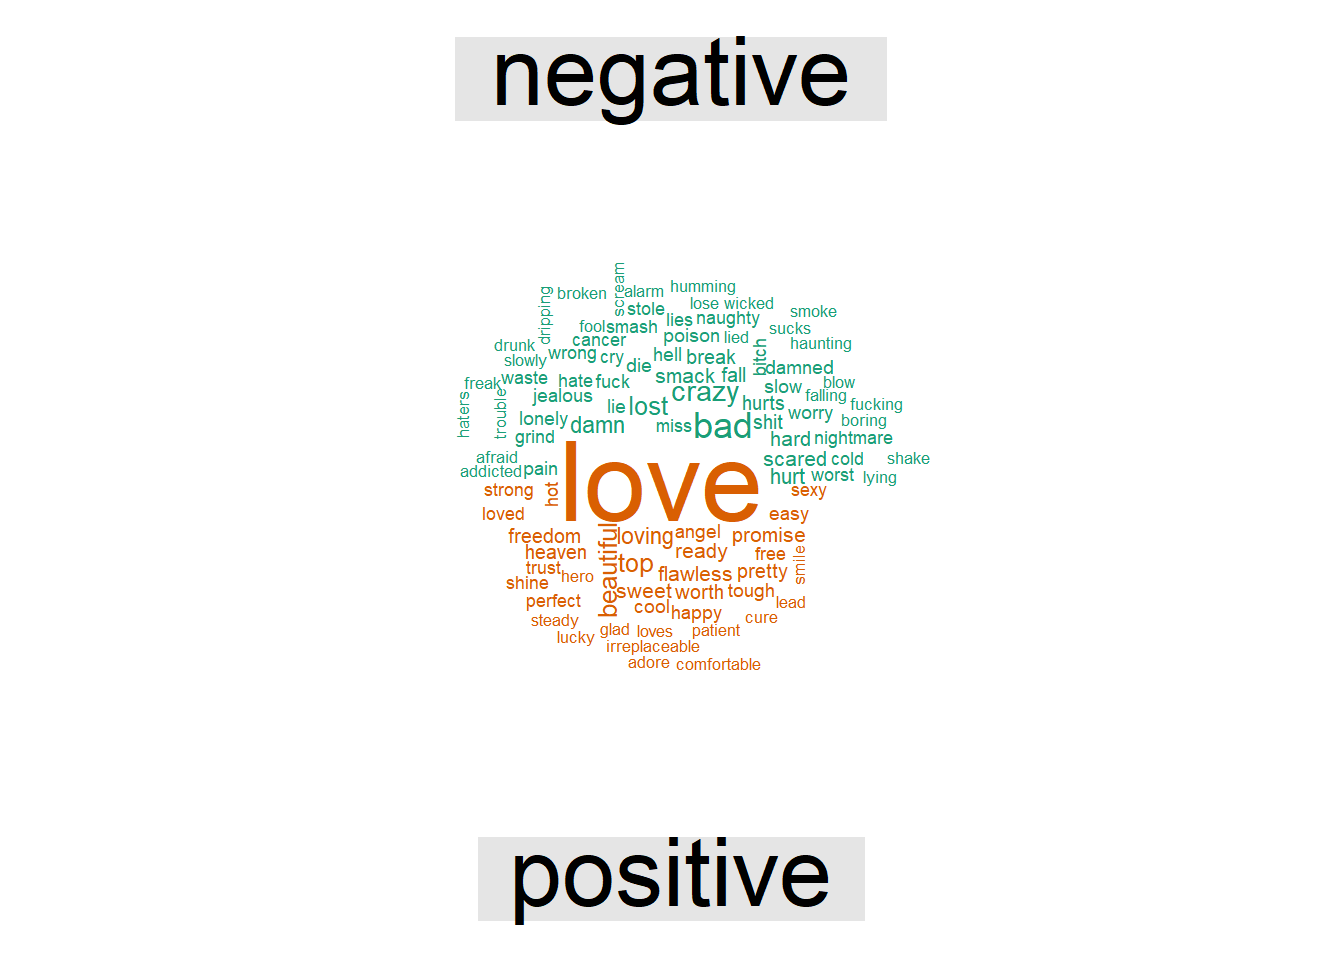 negative
scream
humming
broken
alarm
dripping
lose wicked
stole
smoke
lies naughty
foolsmash
sucks
cancer
poison lied
haunting
drunk
wrong cry hell break bitch
slowly
die
damned
waste
hate fuck
smack fall
slow blow
freak
crazy
jealous
hurts falling
haters
trouble
lie lost
worry fucking
lonely damn
miss bad shit
boring
grind
hard nightmare
afraid
scared cold shake
addicted pain
hurt worst lying
love
strong hot
sexy
loved
easy
freedom
beautiful
loving angel promise
heaven
ready
free
smile
trust
top
shine hero
flawless pretty
sweet worth tough
perfect
cool happy
lead
steady
cure
lucky
glad loves patient
irreplaceable
adore comfortable
positive